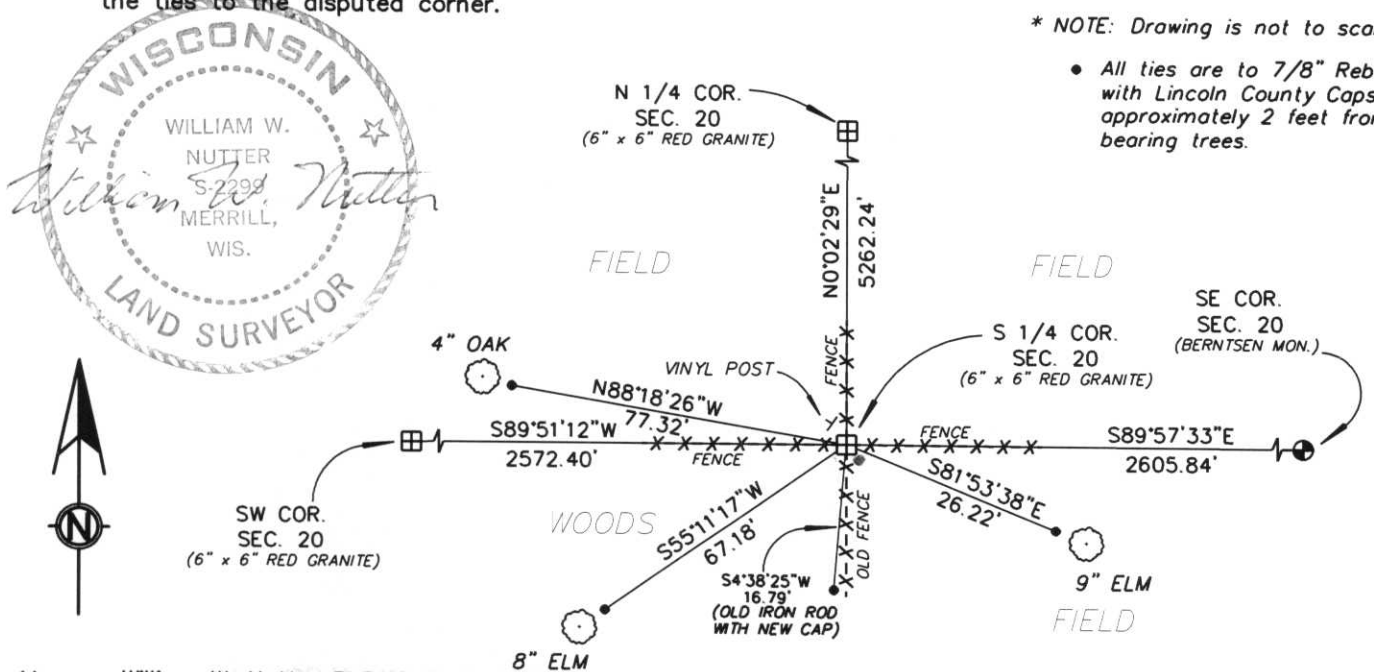 the ties to the disputed corner.
WISCONSIN
WILLIAM W.
NUTTER
S-2299
MERRILL,
WIS.
LAND SURVEYOR
William W. Nutter
* NOTE: Drawing is not to sca
• All ties are to 7/8" Reb
with Lincoln County Caps
approximately 2 feet from
bearing trees.
N 1/4 COR.
SEC. 20
(6" x 6" RED GRANITE)
N0°02'29"E
5262.24'
FIELD
FIELD
SE COR.
SEC. 20
(BERNTSEN MON.)
S 1/4 COR.
SEC. 20
(6" x 6" RED GRANITE)
4" OAK
VINYL POST
FENCE
N88°18'26"W
77.32'
S89°51'12"W
2572.40'
FENCE
FENCE
S89°57'33"E
2605.84'
S81°53'38"E
26.22'
N
SW COR.
SEC. 20
(6" x 6" RED GRANITE)
WOODS
S55°11'17"W
67.18'
OLD FENCE
S4°38'25"W
16.79'
(OLD IRON ROD
WITH NEW CAP)
9" ELM
FIELD
8" ELM